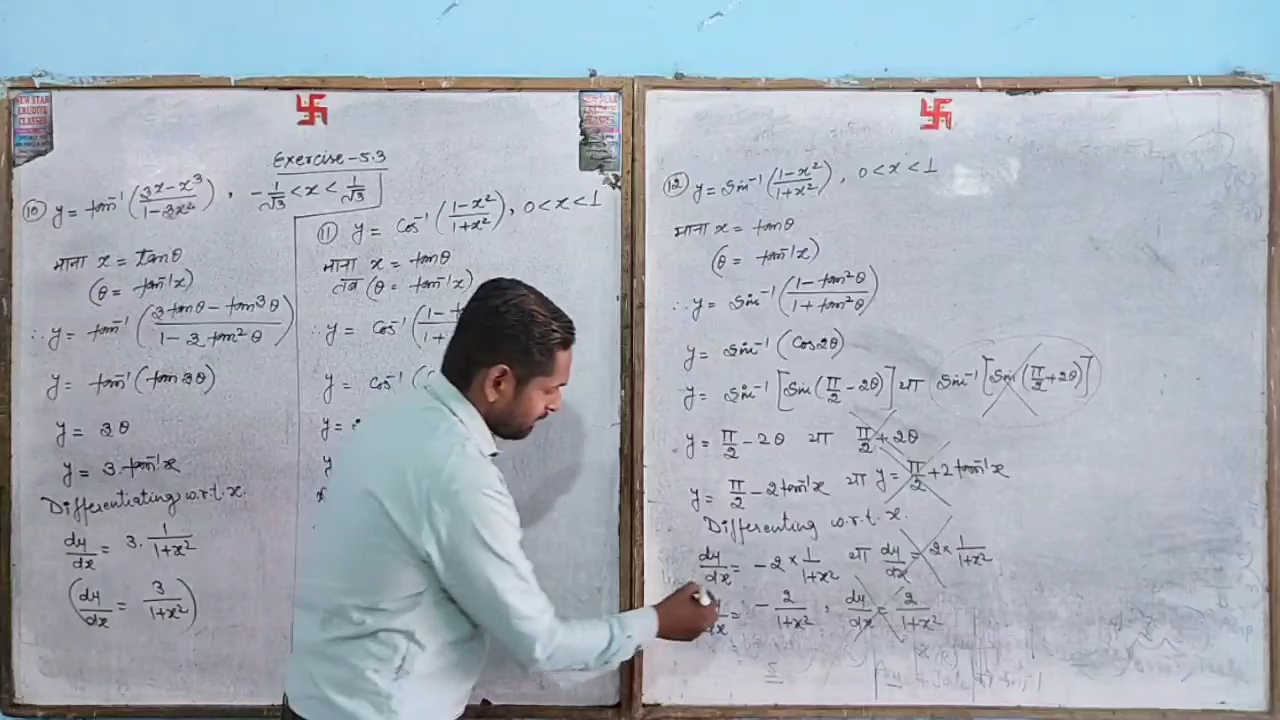 NEW STAR
ERUDITE
CLASSES
Exercise-5.3
⑩ y = tan⁻¹ (3x-x³/1-3x²) , -1/√3 < x < 1/√3
माना x = tanθ
(θ = tan⁻¹x)
∴ y = tan⁻¹ (3tanθ - tan³θ/1-3tan²θ)
y = tan⁻¹ (tan3θ)
y = 3θ
y = 3 tan⁻¹x
Differentiating w.r.t. x.
dy/dx = 3. 1/1+x²
(dy/dx = 3/1+x²)
⑪ y = Cos⁻¹ (1-x²/1+x²), 0<x<1
माना x = tanθ
तब (θ = tan⁻¹x)
∴ y = Cos⁻¹ (1-
y = Cos⁻¹ (
y =
y
⑫ y = Sin⁻¹ (1-x²/1+x²) , 0<x<1
माना x = tanθ
(θ = tan⁻¹x)
∴ y = Sin⁻¹ (1-tan²θ/1+tan²θ)
y = Sin⁻¹ (Cos2θ)
y = Sin⁻¹ [Sin(π/2 - 2θ)] या Sin⁻¹ [Sin(π/2+2θ)]
y = π/2 - 2θ या π/2+2θ
y = π/2 - 2tan⁻¹x या y = π/2+2tan⁻¹x
Differenting w.r.t. x.
dy/dx = -2 × 1/1+x² या dy/dx = 2× 1/1+x²
= - 2/1+x² , dy/dx = 2/1+x²